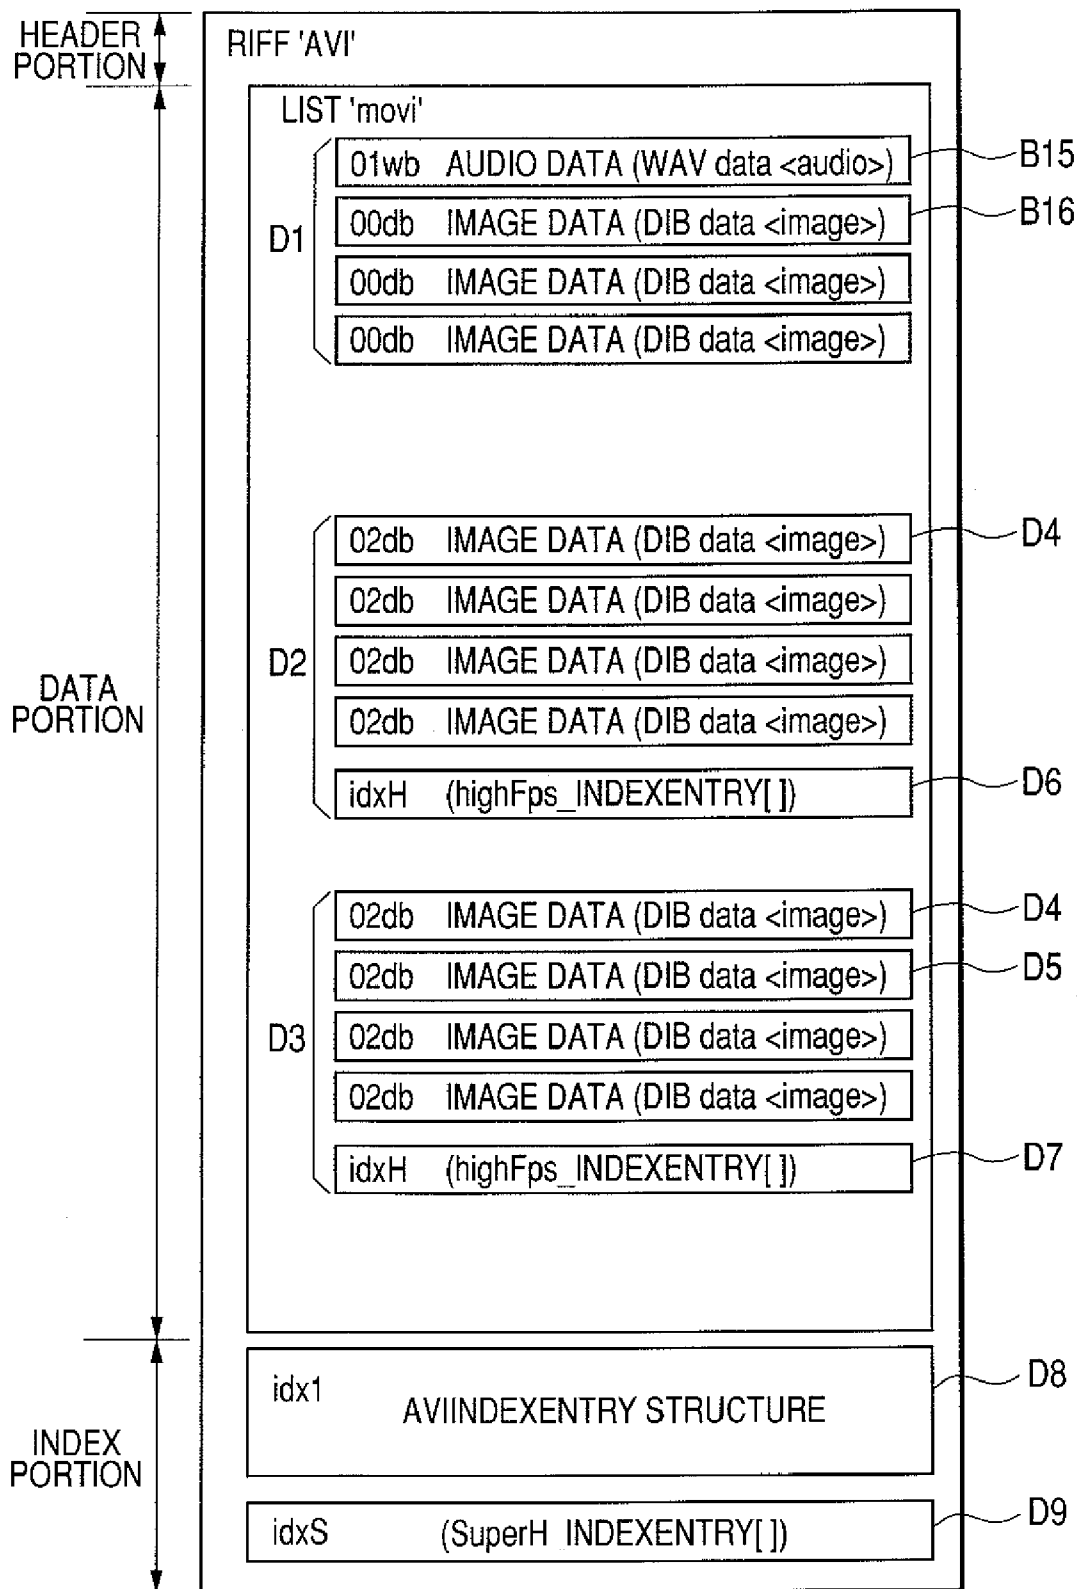 HEADER
PORTION
RIFF 'AVI'
LIST 'movi'
D1
01wb AUDIO DATA (WAV data <audio>)
B15
00db IMAGE DATA (DIB data <image>)
B16
00db IMAGE DATA (DIB data <image>)
00db IMAGE DATA (DIB data <image>)
DATA
PORTION
D2
02db IMAGE DATA (DIB data <image>)
D4
02db IMAGE DATA (DIB data <image>)
02db IMAGE DATA (DIB data <image>)
02db IMAGE DATA (DIB data <image>)
idxH (highFps_INDEXENTRY[ ])
D6
D3
02db IMAGE DATA (DIB data <image>)
D4
02db IMAGE DATA (DIB data <image>)
D5
02db IMAGE DATA (DIB data <image>)
02db IMAGE DATA (DIB data <image>)
idxH (highFps_INDEXENTRY[ ])
D7
INDEX
PORTION
idx1
AVIINDEXENTRY STRUCTURE
D8
idxS (SuperH INDEXENTRY[ ])
D9